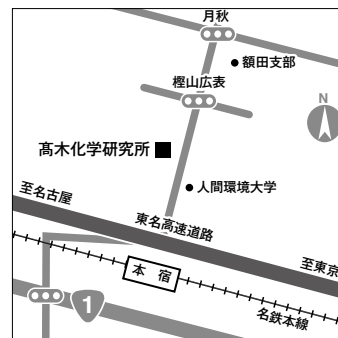 月秋
額田支部
樫山広表
N
髙木化学研究所
人間環境大学
至名古屋
東名高速道路
至東京
本 宿
1
名鉄本線